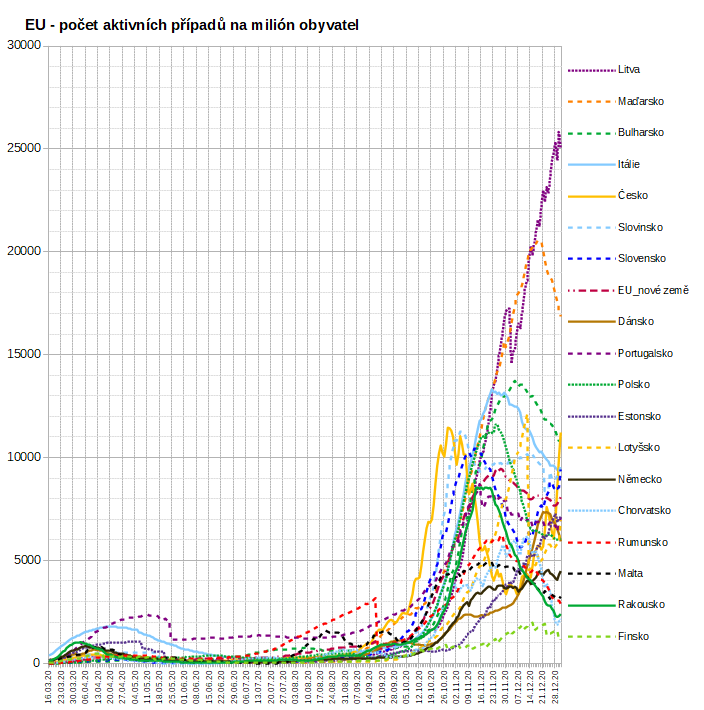 EU - počet aktivních případů na milión obyvatel
30000
25000
20000
15000
10000
5000
0
16.03.20
23.03.20
30.03.20
06.04.20
13.04.20
20.04.20
27.04.20
04.05.20
11.05.20
18.05.20
25.05.20
01.06.20
08.06.20
15.06.20
22.06.20
29.06.20
06.07.20
13.07.20
20.07.20
27.07.20
03.08.20
10.08.20
17.08.20
24.08.20
31.08.20
07.09.20
14.09.20
21.09.20
28.09.20
05.10.20
12.10.20
19.10.20
26.10.20
02.11.20
09.11.20
16.11.20
23.11.20
30.11.20
07.12.20
14.12.20
21.12.20
28.12.20
Litva
Maďarsko
Bulharsko
Itálie
Česko
Slovinsko
Slovensko
EU_nové země
Dánsko
Portugalsko
Polsko
Estonsko
Lotyšsko
Německo
Chorvatsko
Rumunsko
Malta
Rakousko
Finsko